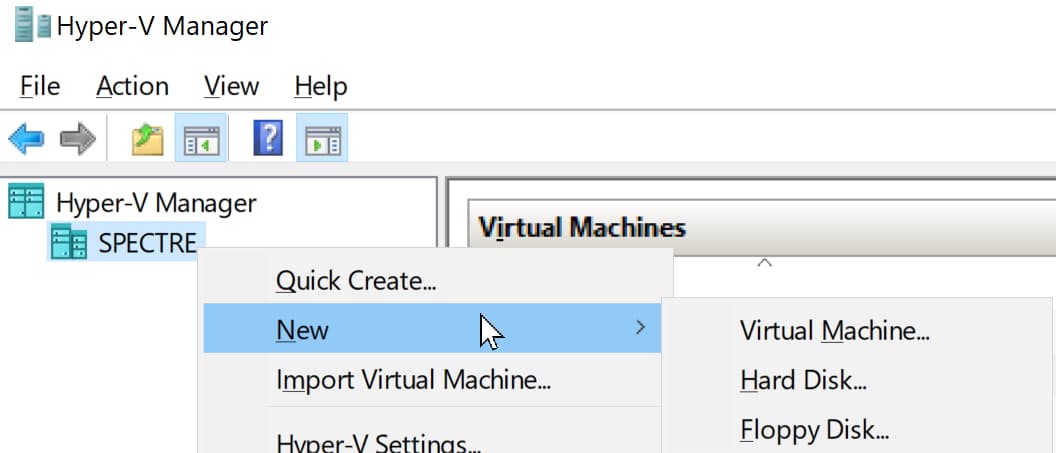 Hyper-V Manager
File Action View Help
?
Hyper-V Manager
SPECTRE
Virtual Machines
Quick Create...
New
Import Virtual Machine...
Hyper-V Settings...
Virtual Machine...
Hard Disk...
Floppy Disk...